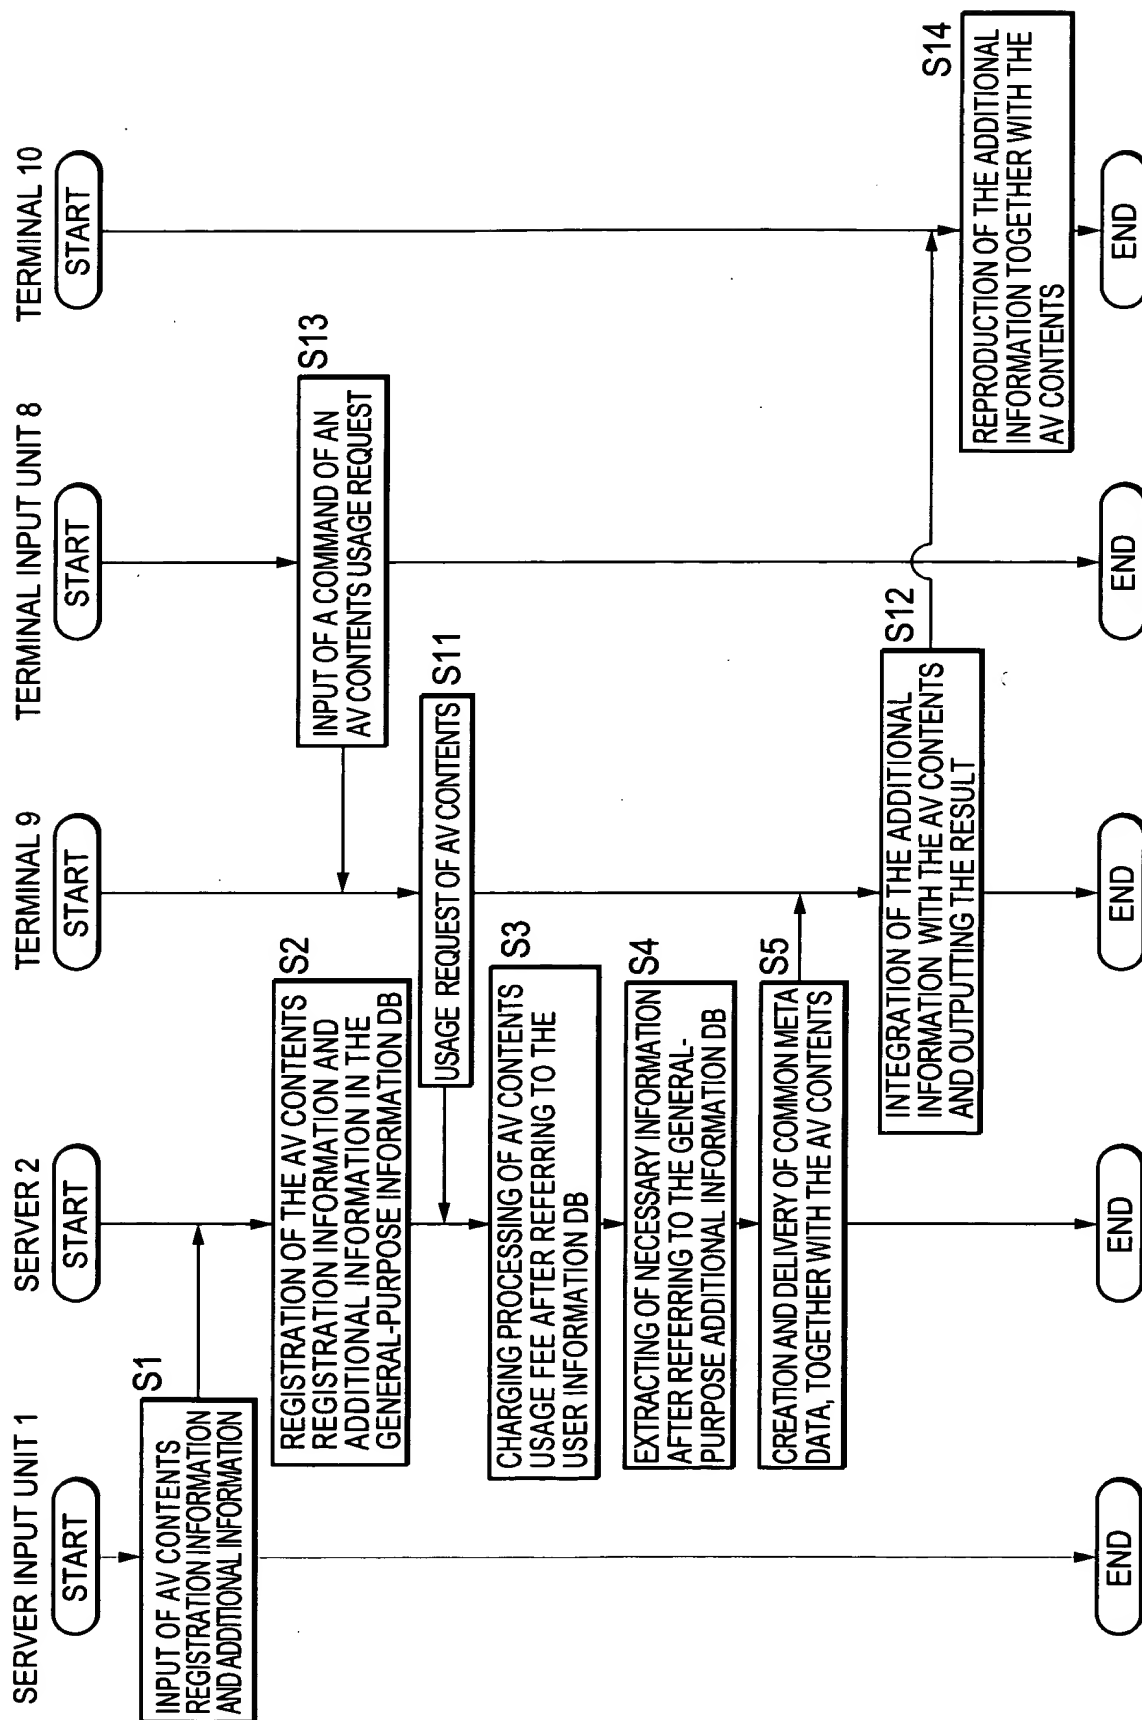 SERVER INPUT UNIT 1
START
S1
INPUT OF AV CONTENTS
REGISTRATION INFORMATION
AND ADDITIONAL INFORMATION
END
SERVER 2
START
S2
REGISTRATION OF THE AV CONTENTS
REGISTRATION INFORMATION AND
ADDITIONAL INFORMATION IN THE
GENERAL-PURPOSE INFORMATION DB
S3
CHARGING PROCESSING OF AV CONTENTS
USAGE FEE AFTER REFERRING TO THE
USER INFORMATION DB
S4
EXTRACTING OF NECESSARY INFORMATION
AFTER REFERRING TO THE GENERAL-
PURPOSE ADDITIONAL INFORMATION DB
S5
CREATION AND DELIVERY OF COMMON META
DATA, TOGETHER WITH THE AV CONTENTS
END
TERMINAL 9
START
S11
USAGE REQUEST OF AV CONTENTS
S12
INTEGRATION OF THE ADDITIONAL
INFORMATION WITH THE AV CONTENTS
AND OUTPUTTING THE RESULT
END
TERMINAL INPUT UNIT 8
START
S13
INPUT OF A COMMAND OF AN
AV CONTENTS USAGE REQUEST
END
TERMINAL 10
START
S14
REPRODUCTION OF THE ADDITIONAL
INFORMATION TOGETHER WITH THE
AV CONTENTS
END